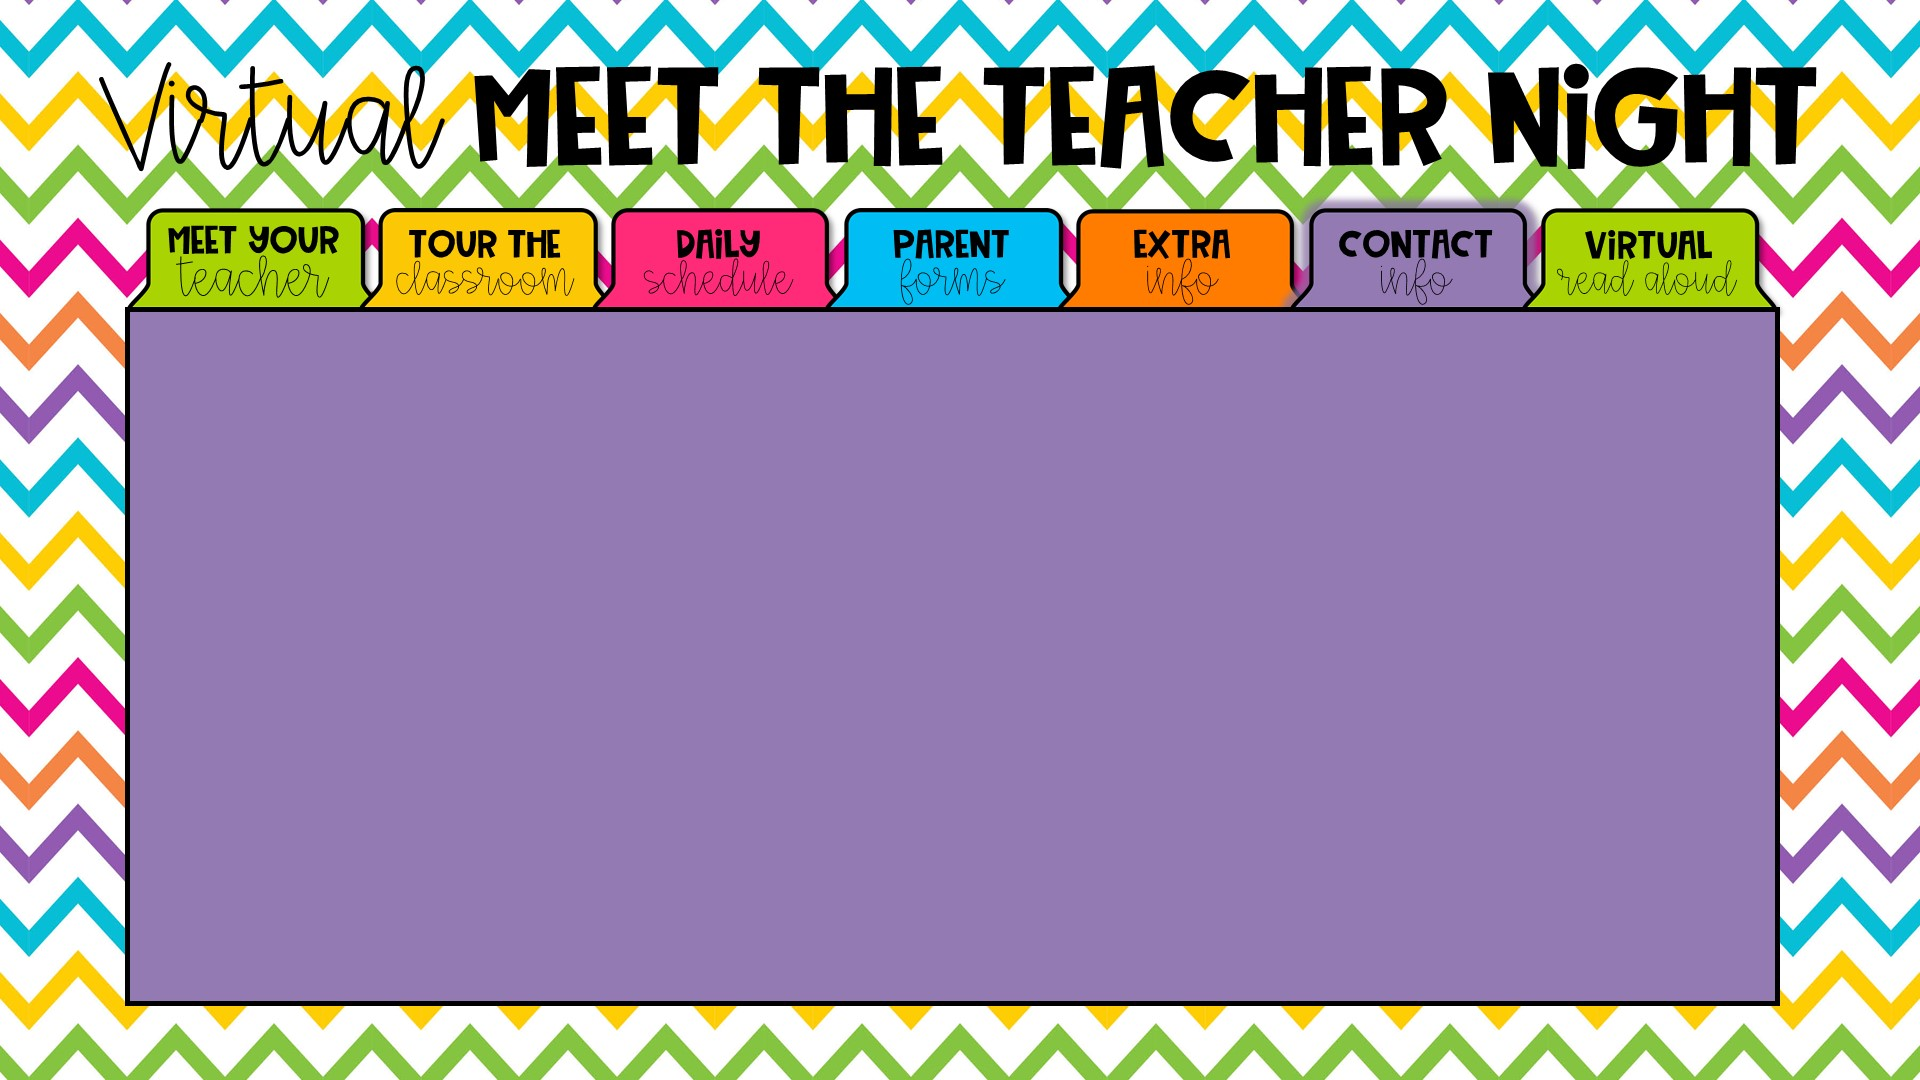 Virtual MEET THE TEACHER NiGHT
MEET YOUR
teacher
TOUR THE
classroom
DAiLY
schedule
PARENT
forms
EXTRA
info
CONTACT
info
ViRTUAL
read aloud